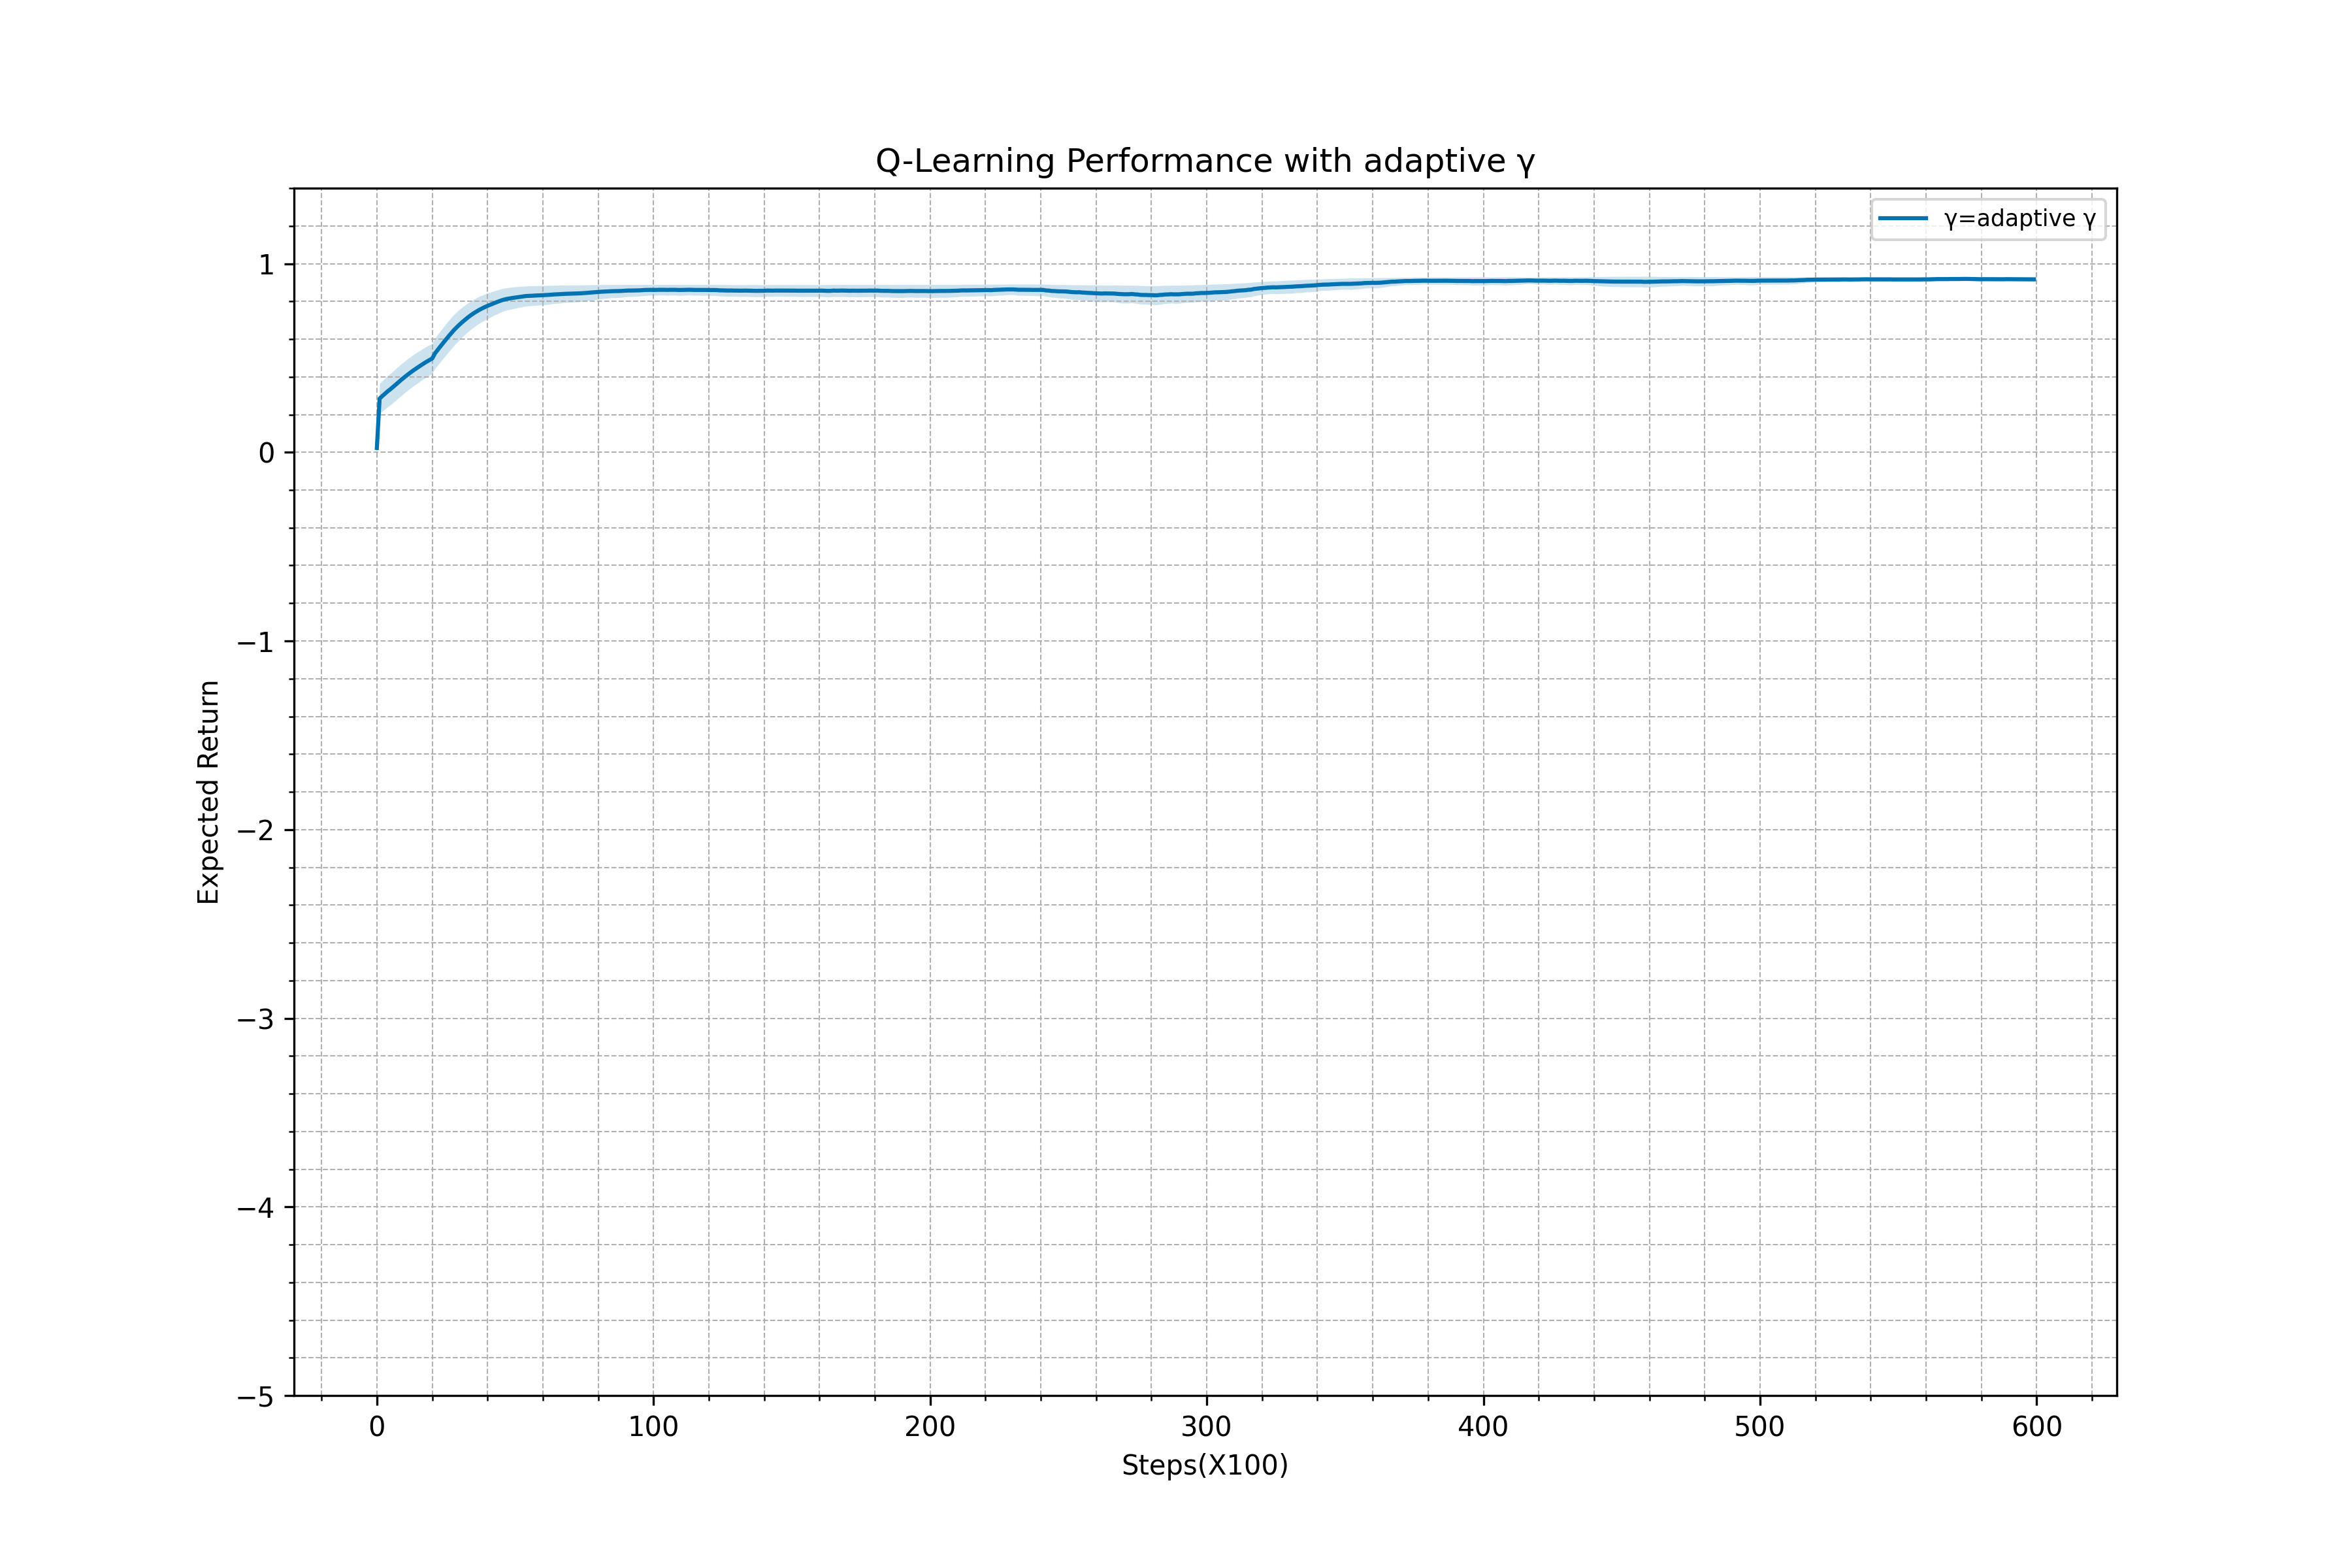 Q-Learning Performance with adaptive γ
γ=adaptive γ
1
0
−1
−2
−3
−4
−5
Expected Return
0 100 200 300 400 500 600
Steps(X100)